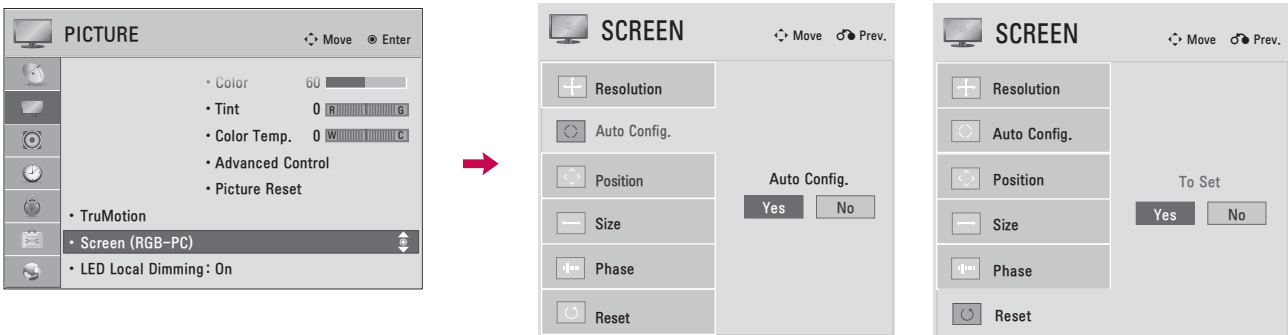 PICTURE
Move Enter
• Color 60
• Tint 0 R G
• Color Temp. 0 W C
• Advanced Control
• Picture Reset
• TruMotion
• Screen (RGB-PC)
• LED Local Dimming: On
SCREEN
Move Prev.
Resolution
Auto Config.
Position
Size
Phase
Reset
Auto Config.
Yes No
SCREEN
Move Prev.
Resolution
Auto Config.
Position
Size
Phase
Reset
To Set
Yes No